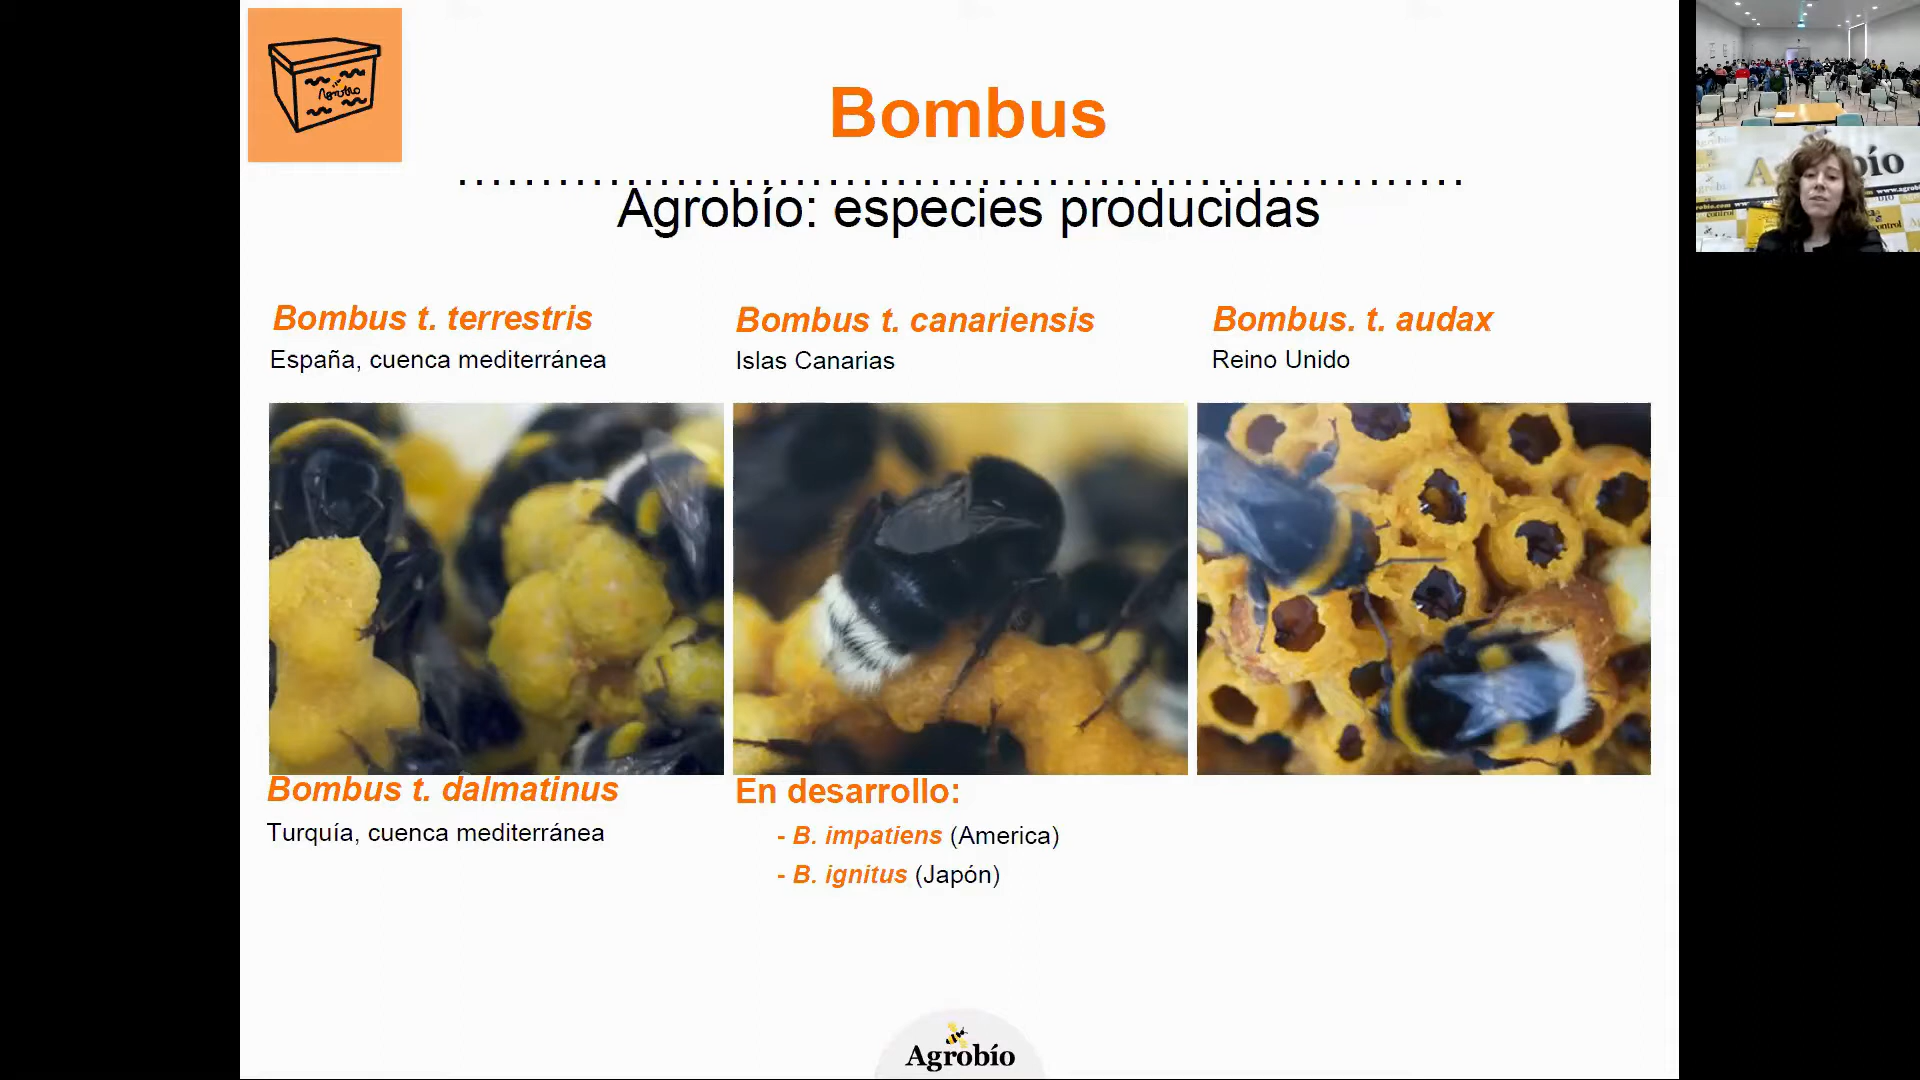 Agrobío
Bombus
Agrobío: especies producidas
Bombus t. terrestris
España, cuenca mediterránea
Bombus t. canariensis
Islas Canarias
Bombus. t. audax
Reino Unido
Bombus t. dalmatinus
Turquía, cuenca mediterránea
En desarrollo:
- B. impatiens (America)
- B. ignitus (Japón)
Agrobío